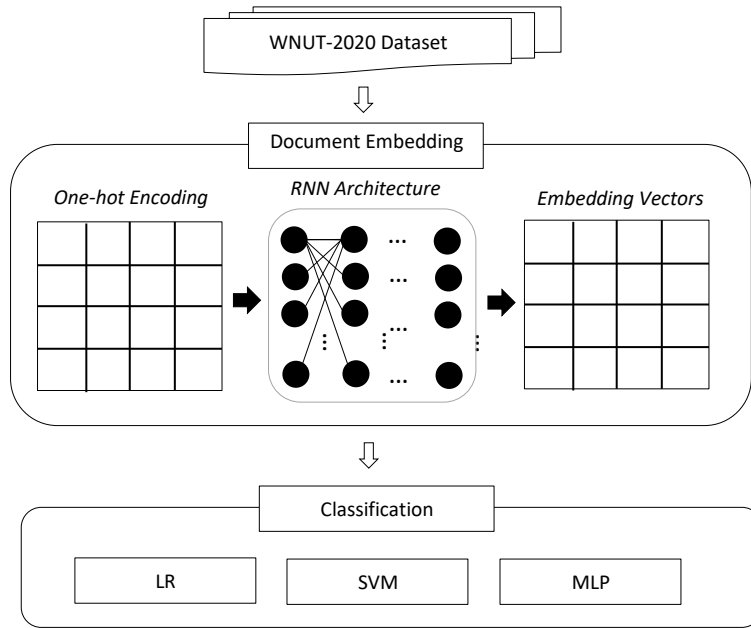 WNUT-2020 Dataset
Document Embedding
One-hot Encoding
RNN Architecture
Embedding Vectors
...
...
...
...
...
...
...
Classification
LR
SVM
MLP